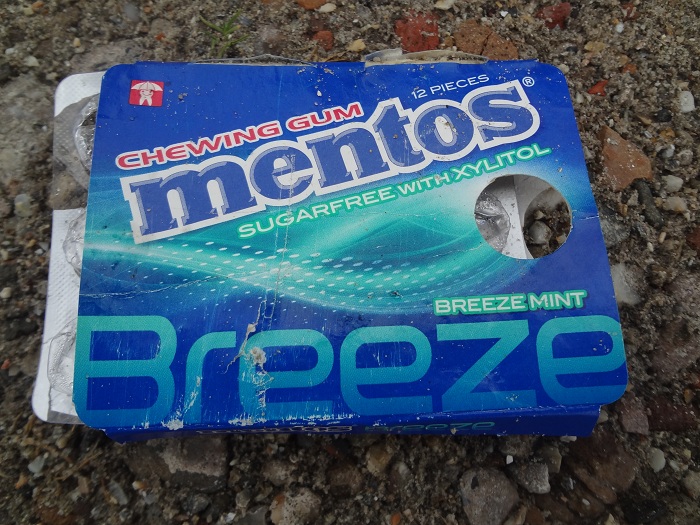 12 PIECES
CHEWING GUM
mentos®
SUGARFREE WITH XYLITOL
BREEZE MINT
Breeze